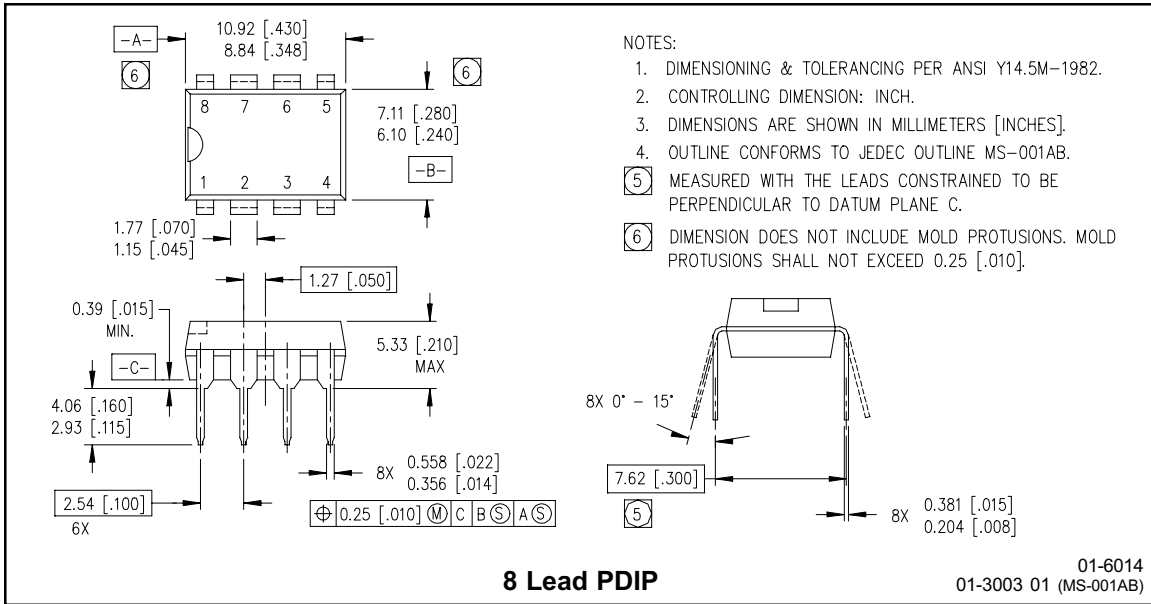 -A-
10.92 [.430]
8.84 [.348]
6
6
8 7 6 5
1 2 3 4
7.11 [.280]
6.10 [.240]
-B-
1.77 [.070]
1.15 [.045]
1.27 [.050]
0.39 [.015]
MIN.
-C-
5.33 [.210]
MAX
4.06 [.160]
2.93 [.115]
8X 0.558 [.022]
0.356 [.014]
2.54 [.100]
6X
⌖ 0.25 [.010] Ⓜ C B Ⓢ A Ⓢ
NOTES:
1. DIMENSIONING & TOLERANCING PER ANSI Y14.5M-1982.
2. CONTROLLING DIMENSION: INCH.
3. DIMENSIONS ARE SHOWN IN MILLIMETERS [INCHES].
4. OUTLINE CONFORMS TO JEDEC OUTLINE MS-001AB.
5 MEASURED WITH THE LEADS CONSTRAINED TO BE
PERPENDICULAR TO DATUM PLANE C.
6 DIMENSION DOES NOT INCLUDE MOLD PROTUSIONS. MOLD
PROTUSIONS SHALL NOT EXCEED 0.25 [.010].
8X 0° - 15°
7.62 [.300]
5
8X 0.381 [.015]
0.204 [.008]
8 Lead PDIP
01-6014
01-3003 01 (MS-001AB)